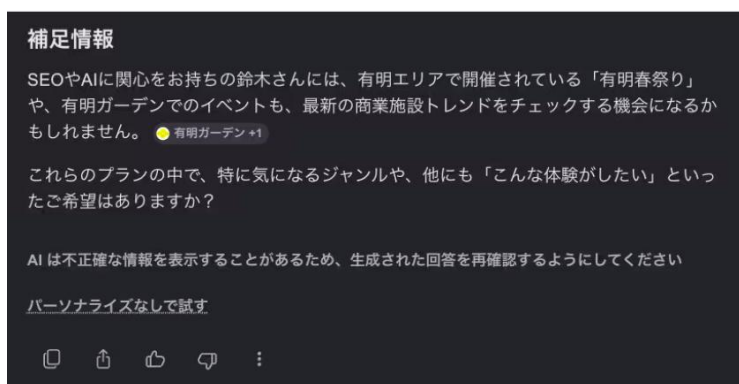 補足情報
SEOやAIに関心をお持ちの鈴木さんには、有明エリアで開催されている「有明春祭り」
や、有明ガーデンでのイベントも、最新の商業施設トレンドをチェックする機会になるか
もしれません。 有明ガーデン +1
これらのプランの中で、特に気になるジャンルや、他にも「こんな体験がしたい」といっ
たご希望はありますか？
AI は不正確な情報を表示することがあるため、生成された回答を再確認するようにしてください
パーソナライズなしで試す